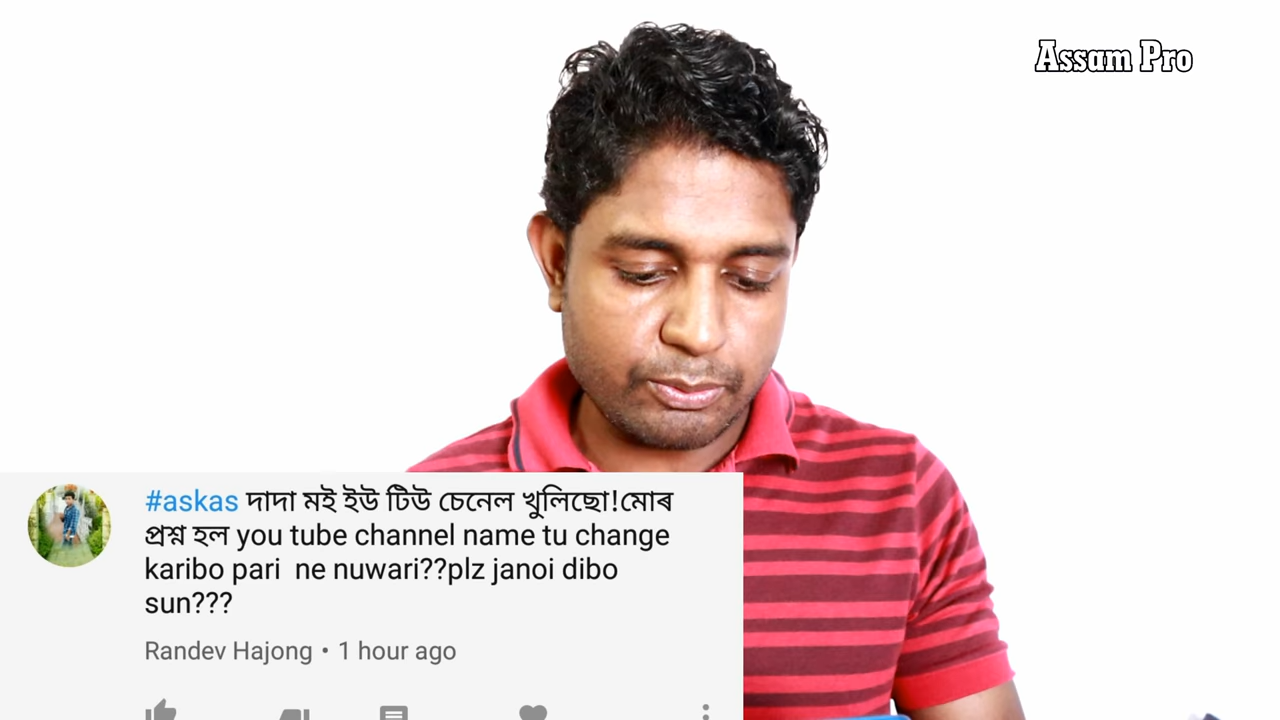 Assam Pro
#askas দাদা মই ইউ টিউ চেনেল খুলিছো!মোৰ
প্ৰশ্ন হল you tube channel name tu change
karibo pari ne nuwari??plz janoi dibo
sun???
Randev Hajong • 1 hour ago